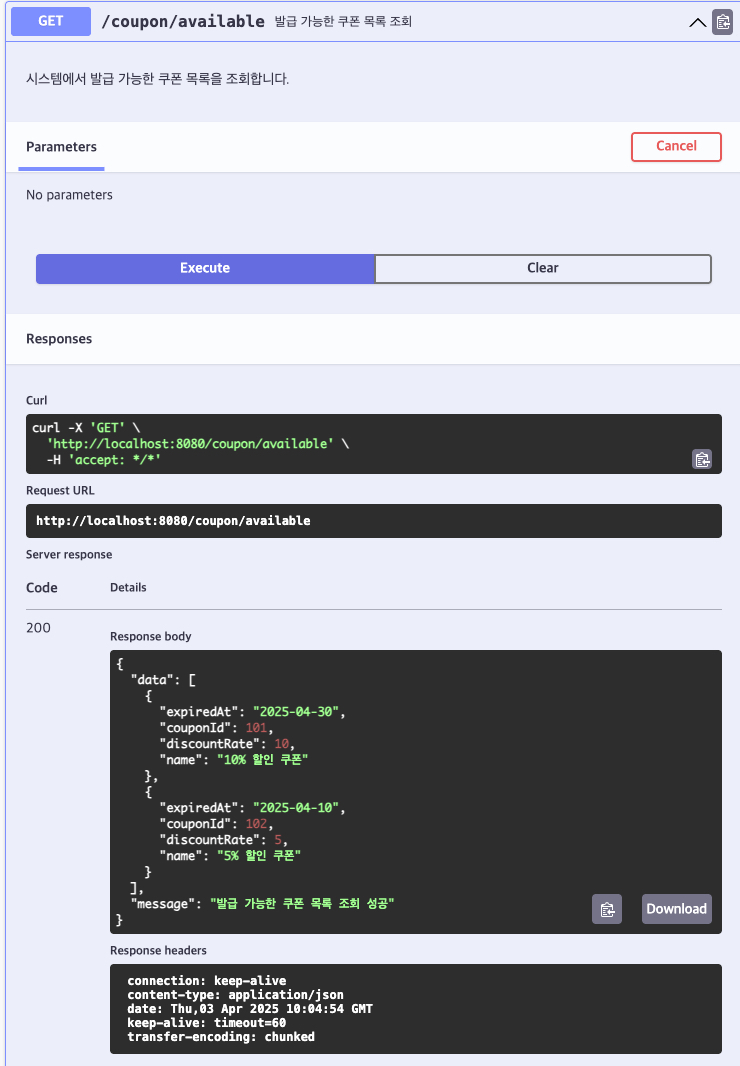 GET /coupon/available 발급 가능한 쿠폰 목록 조회
시스템에서 발급 가능한 쿠폰 목록을 조회합니다.
Parameters
Cancel
No parameters
Execute
Clear
Responses
Curl
curl -X 'GET' \
  'http://localhost:8080/coupon/available' \
  -H 'accept: */*'
Request URL
http://localhost:8080/coupon/available
Server response
Code Details
200
Response body
{
  "data": [
    {
      "expiredAt": "2025-04-30",
      "couponId": 101,
      "discountRate": 10,
      "name": "10% 할인 쿠폰"
    },
    {
      "expiredAt": "2025-04-10",
      "couponId": 102,
      "discountRate": 5,
      "name": "5% 할인 쿠폰"
    }
  ],
  "message": "발급 가능한 쿠폰 목록 조회 성공"
}
Download
Response headers
connection: keep-alive
content-type: application/json
date: Thu,03 Apr 2025 10:04:54 GMT
keep-alive: timeout=60
transfer-encoding: chunked